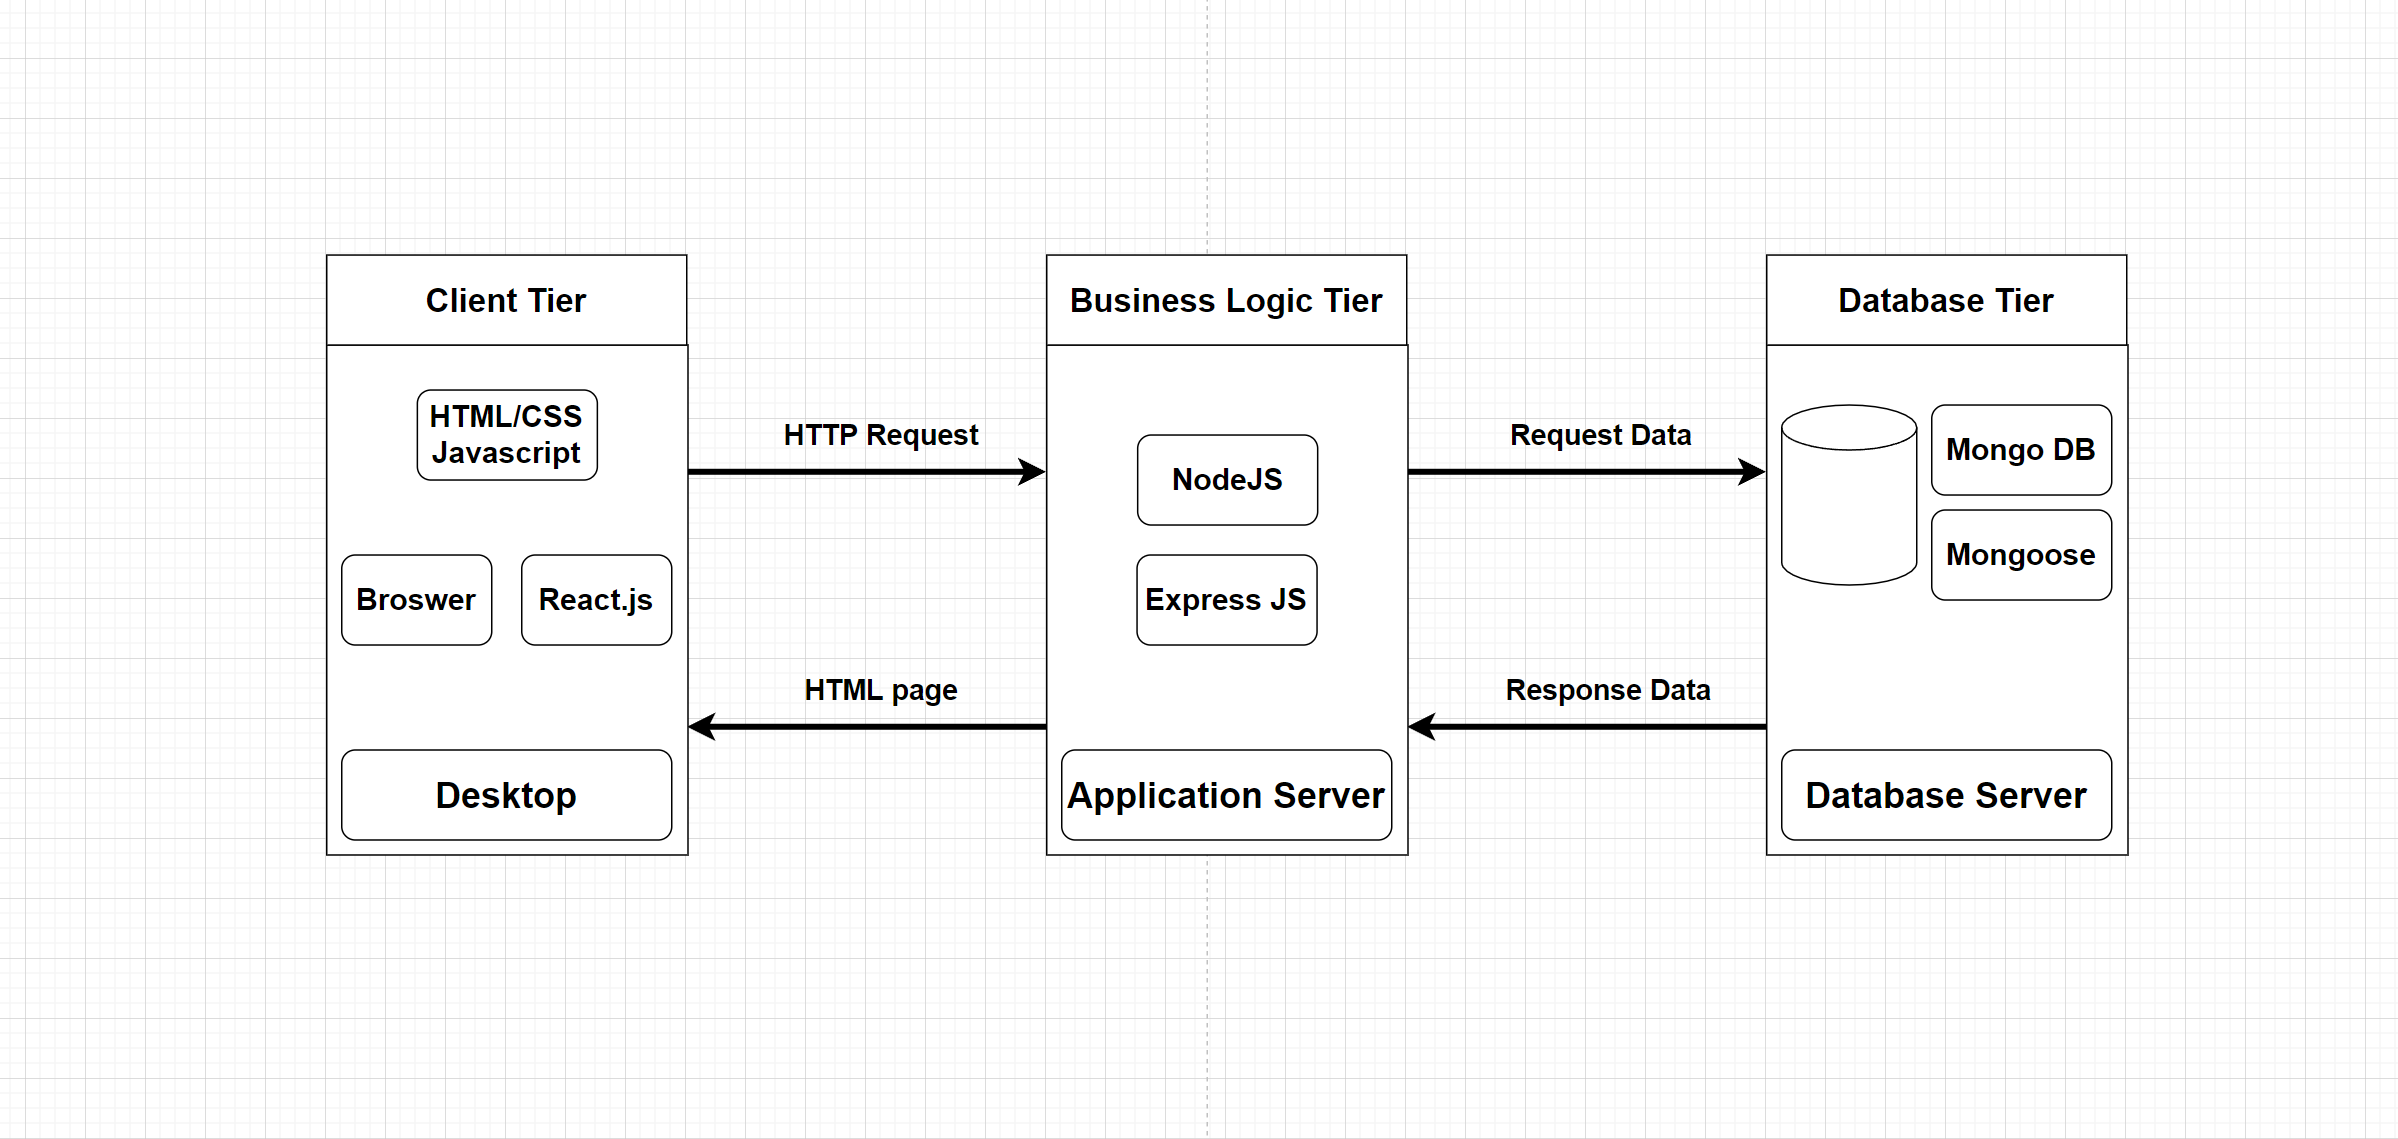 Client Tier
HTML/CSS
Javascript
Broswer
React.js
Desktop
HTTP Request
HTML page
Business Logic Tier
NodeJS
Express JS
Application Server
Request Data
Response Data
Database Tier
Mongo DB
Mongoose
Database Server